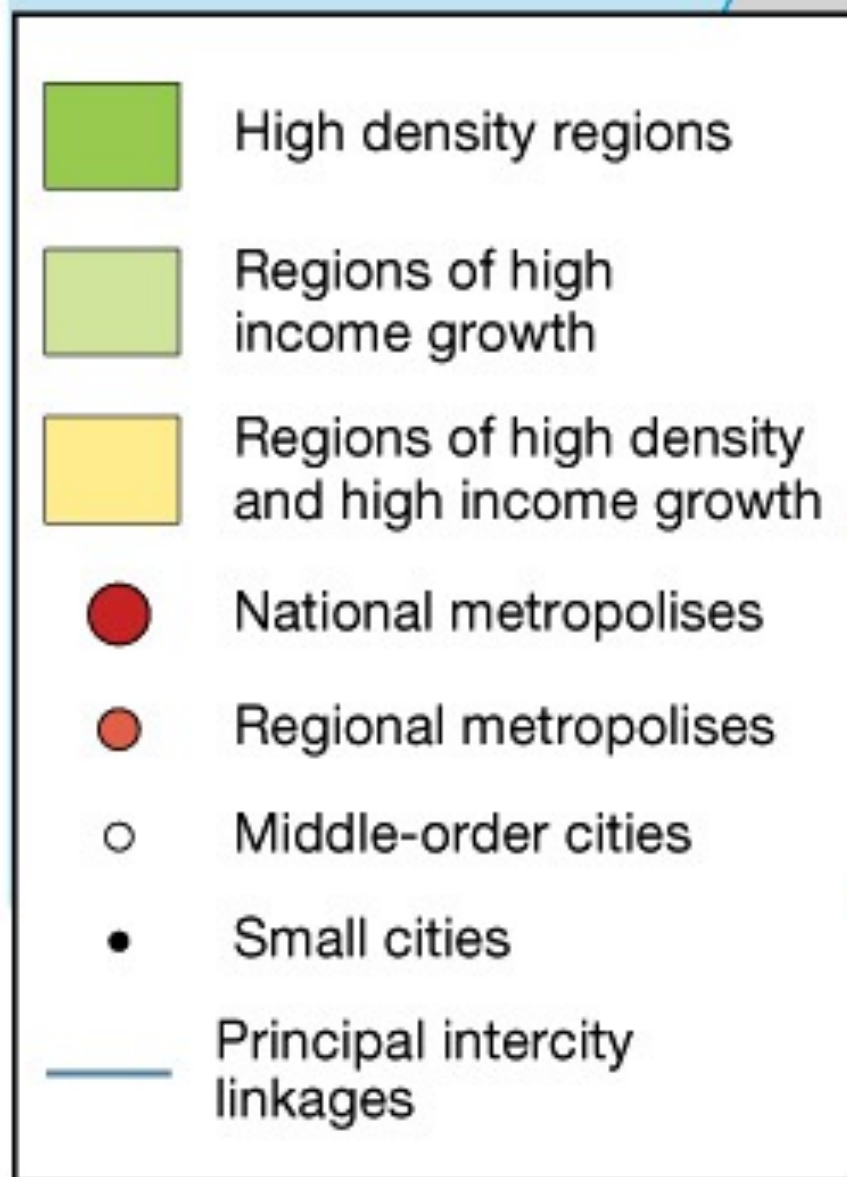 High density regions
Regions of high
income growth
Regions of high density
and high income growth
National metropolises
Regional metropolises
Middle-order cities
Small cities
Principal intercity
linkages